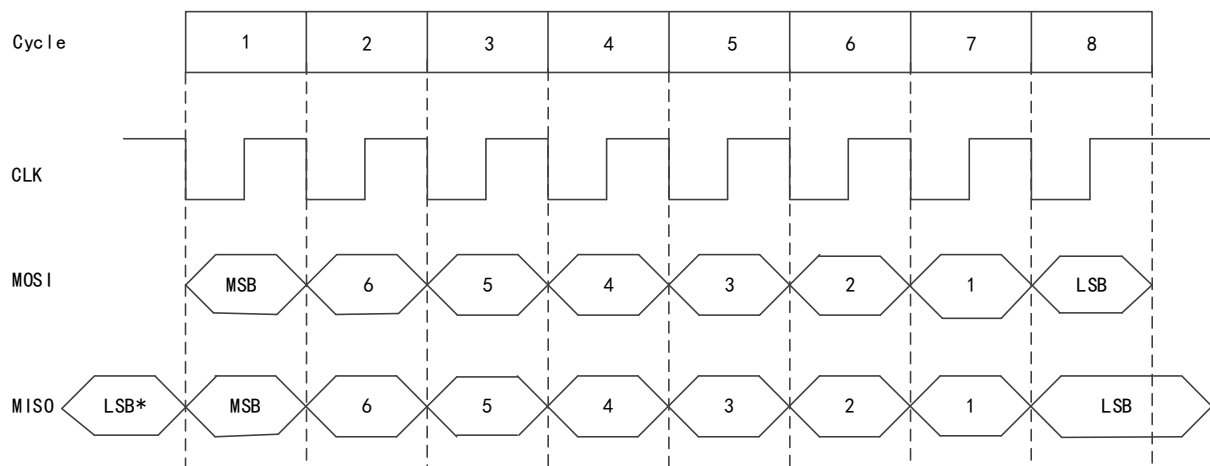 Cycle 1 2 3 4 5 6 7 8
CLK
MOSI MSB 6 5 4 3 2 1 LSB
MISO LSB* MSB 6 5 4 3 2 1 LSB